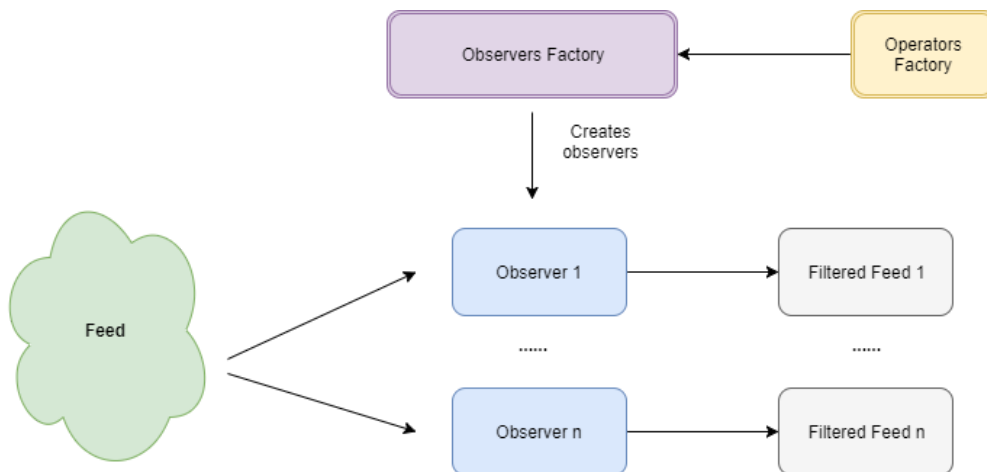 Observers Factory
Operators
Factory
Creates
observers
Observer 1
Filtered Feed 1
Feed
......
......
Observer n
Filtered Feed n